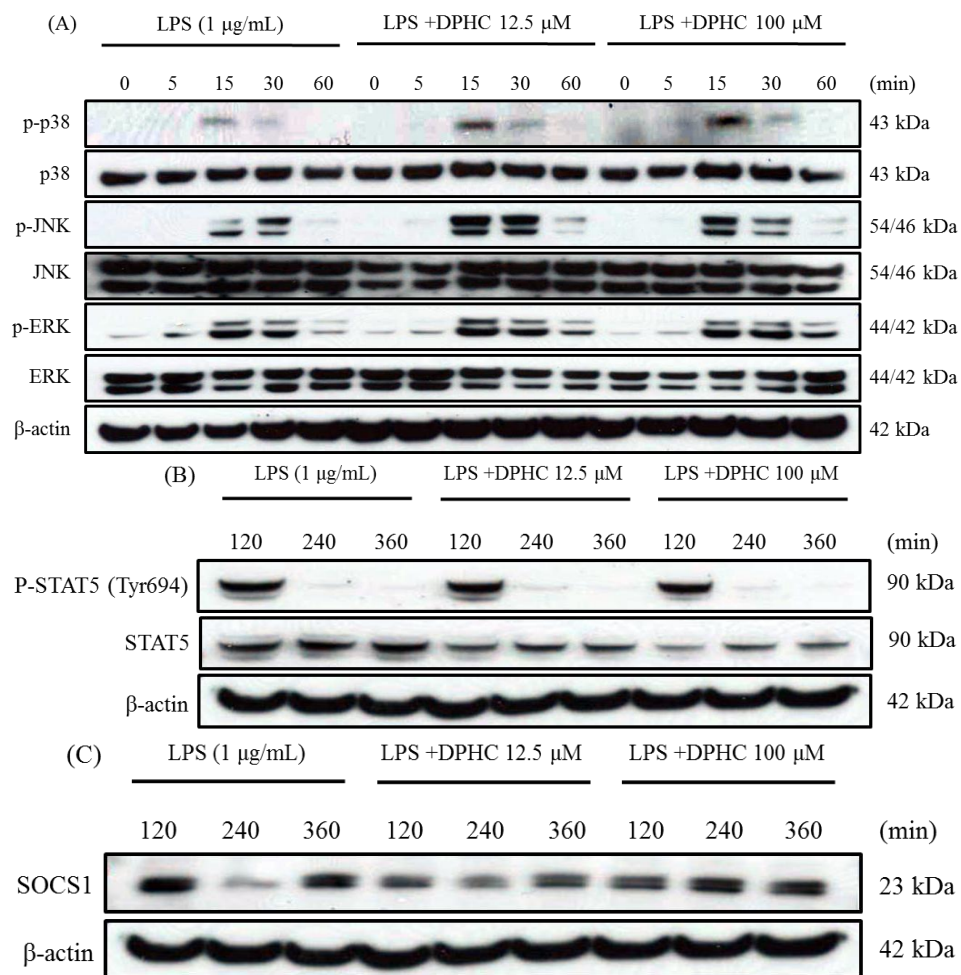 (A)
LPS (1 μg/mL) LPS +DPHC 12.5 μM LPS +DPHC 100 μM
0 5 15 30 60 0 5 15 30 60 0 5 15 30 60 (min)
p-p38 43 kDa
p38 43 kDa
p-JNK 54/46 kDa
JNK 54/46 kDa
p-ERK 44/42 kDa
ERK 44/42 kDa
β-actin 42 kDa
(B)
LPS (1 μg/mL) LPS +DPHC 12.5 μM LPS +DPHC 100 μM
120 240 360 120 240 360 120 240 360 (min)
P-STAT5 (Tyr694) 90 kDa
STAT5 90 kDa
β-actin 42 kDa
(C)
LPS (1 μg/mL) LPS +DPHC 12.5 μM LPS +DPHC 100 μM
120 240 360 120 240 360 120 240 360 (min)
SOCS1 23 kDa
β-actin 42 kDa